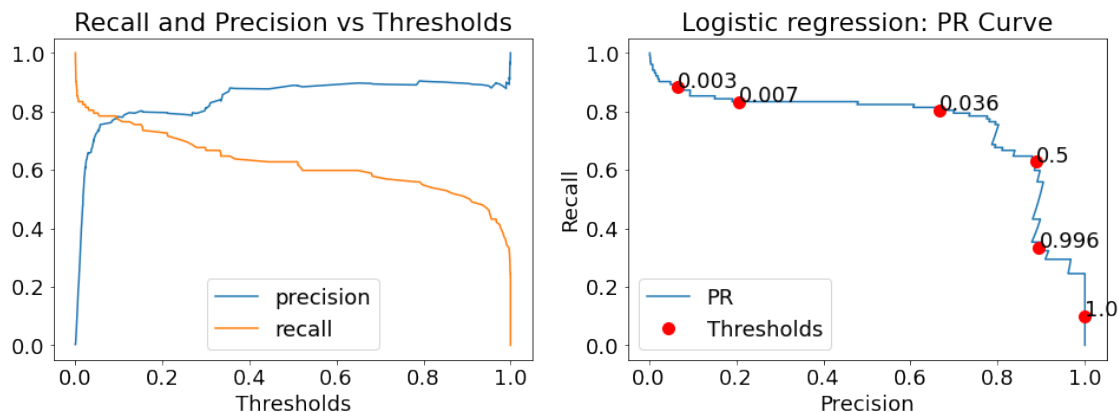 Recall and Precision vs Thresholds
1.0
0.8
0.6
0.4
0.2
0.0
precision
recall
0.0 0.2 0.4 0.6 0.8 1.0
Thresholds
Logistic regression: PR Curve
Recall
1.0
0.8
0.6
0.4
0.2
0.0
0.003
0.007
0.036
0.5
0.996
1.0
PR
Thresholds
0.0 0.2 0.4 0.6 0.8 1.0
Precision